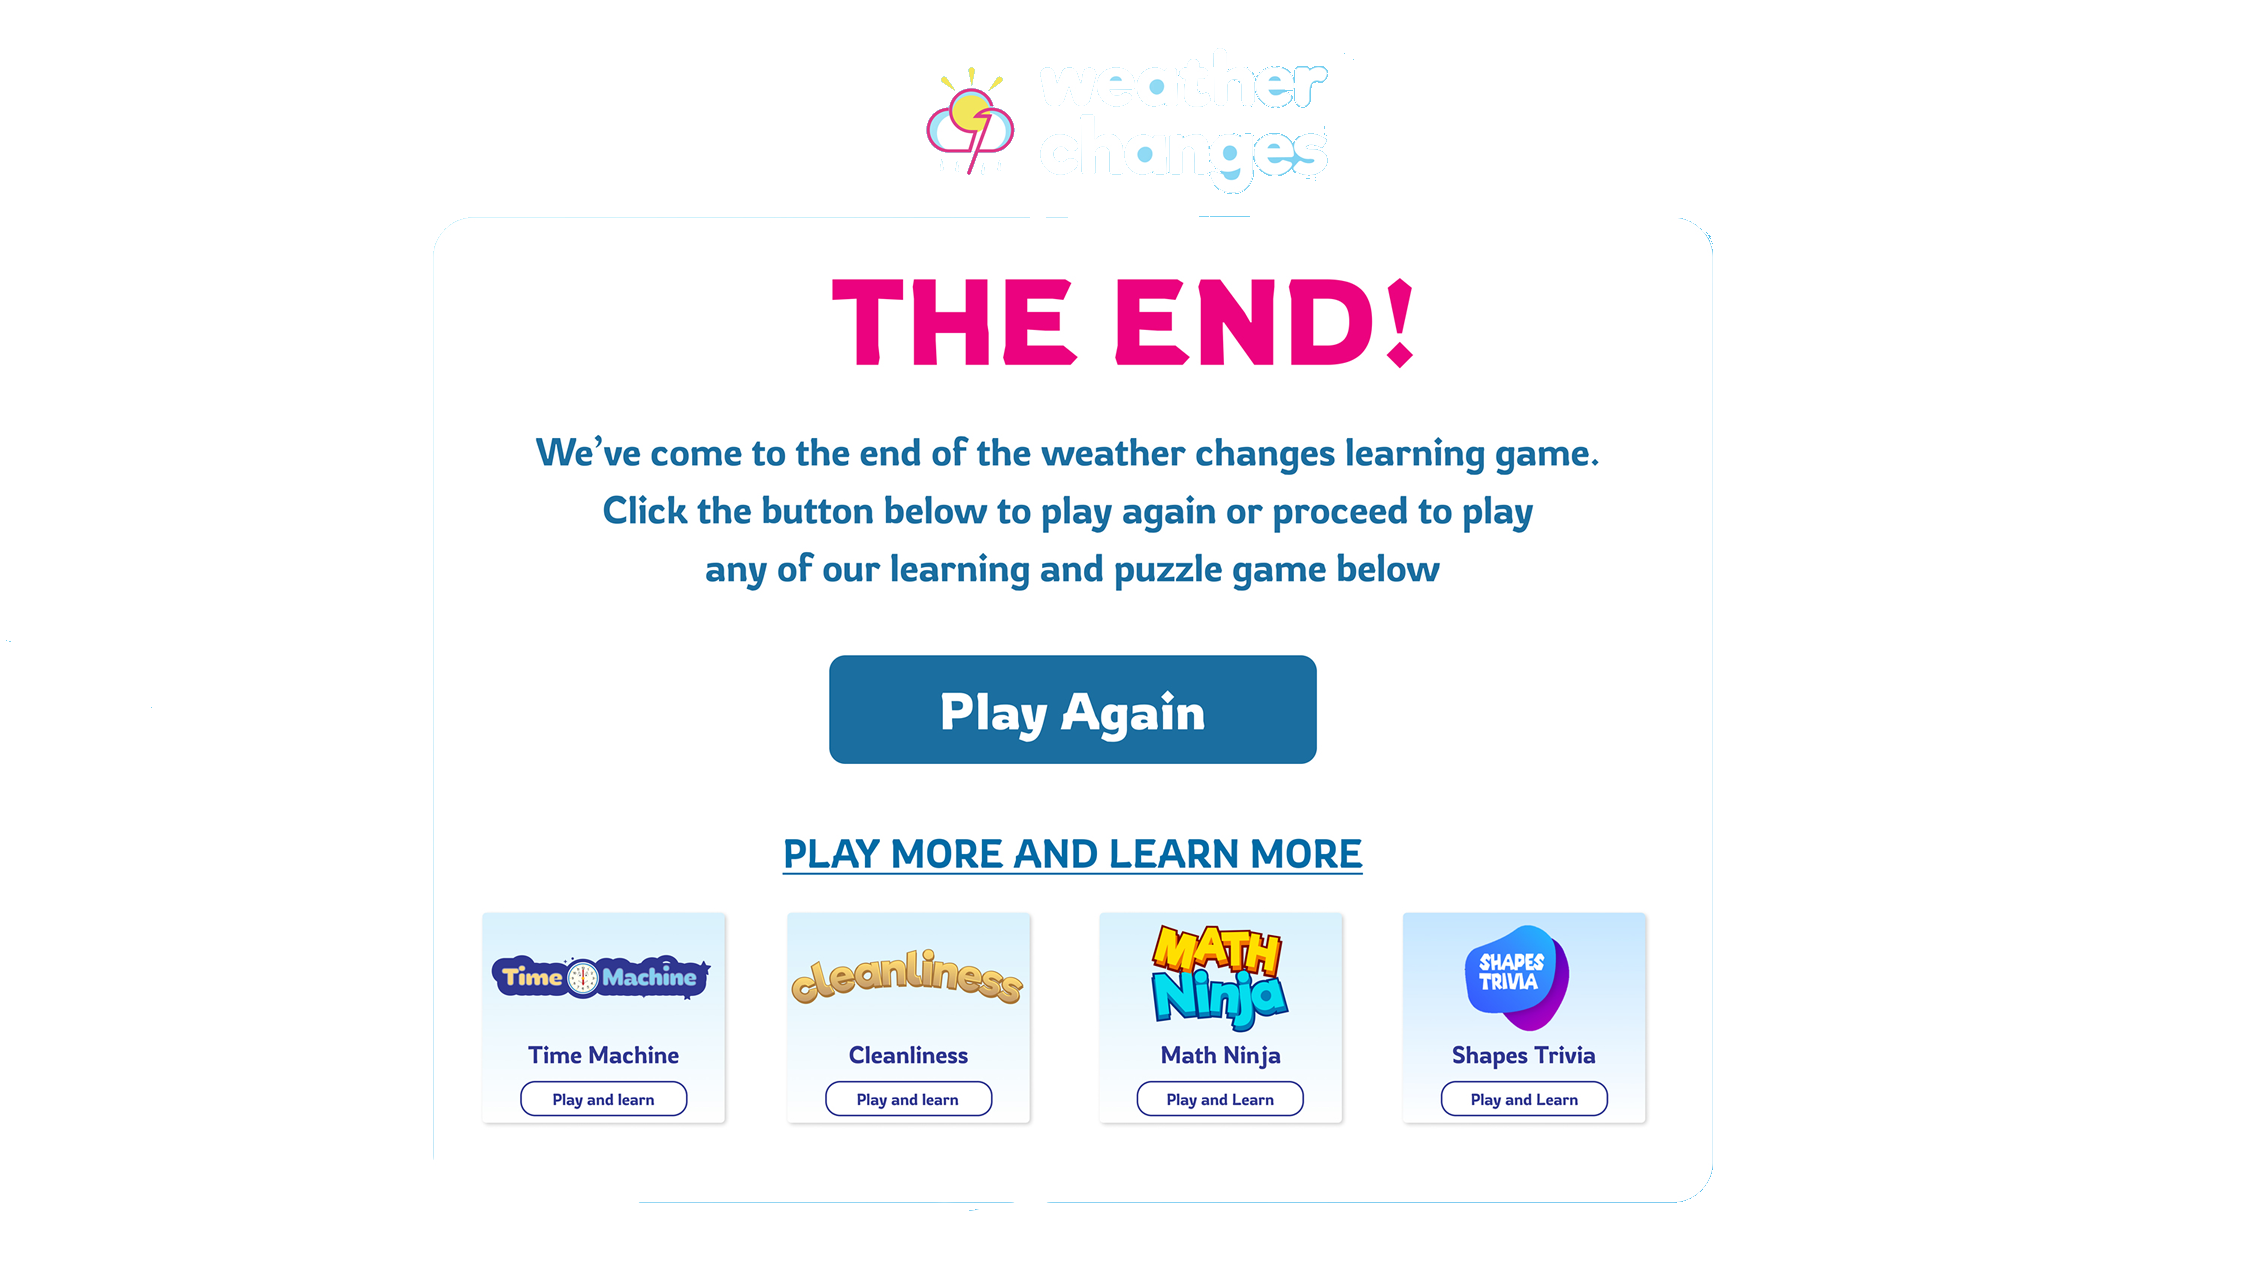 weather
changes
THE END!
We’ve come to the end of the weather changes learning game.
Click the button below to play again or proceed to play
any of our learning and puzzle game below
Play Again
PLAY MORE AND LEARN MORE
Time Machine
Time Machine
Play and learn
cleanliness
Cleanliness
Play and learn
MATH
Ninja
Math Ninja
Play and Learn
SHAPES
TRIVIA
Shapes Trivia
Play and Learn